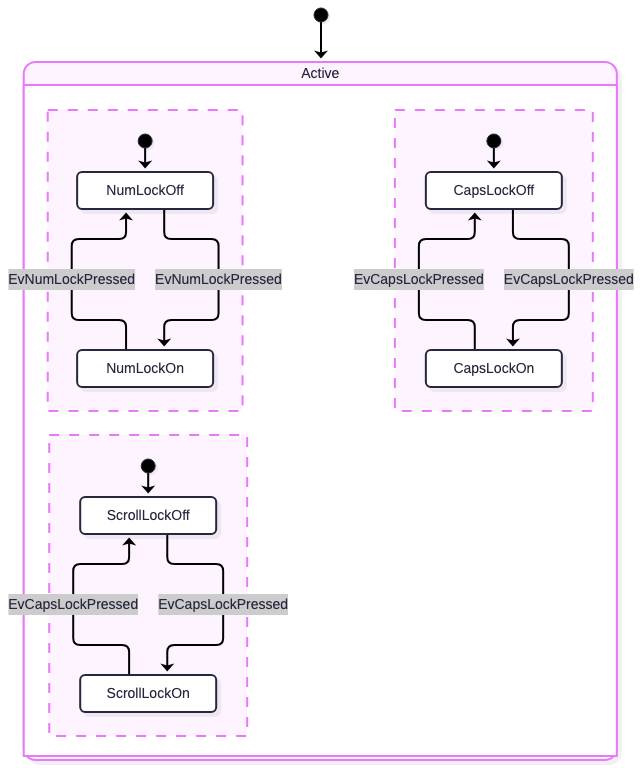 Active
NumLockOff
EvNumLockPressed
EvNumLockPressed
NumLockOn
CapsLockOff
EvCapsLockPressed
EvCapsLockPressed
CapsLockOn
ScrollLockOff
EvCapsLockPressed
EvCapsLockPressed
ScrollLockOn